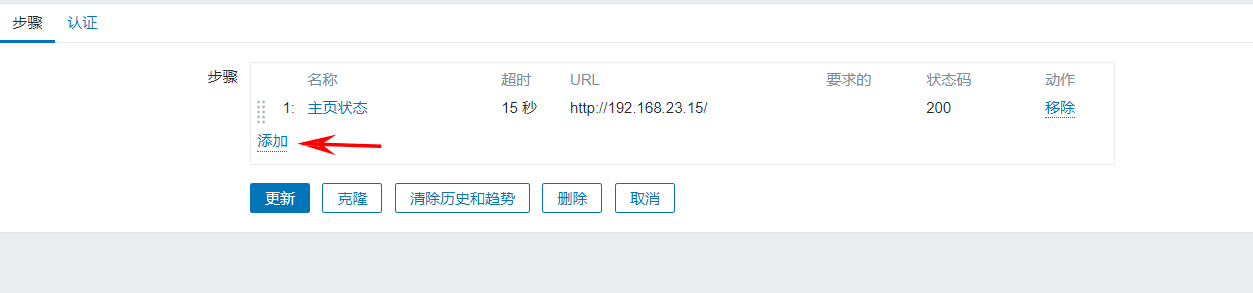 步骤 认证
步骤
名称 超时 URL 要求的 状态码 动作
1: 主页状态 15 秒 http://192.168.23.15/ 200 移除
添加
更新 克隆 清除历史和趋势 删除 取消